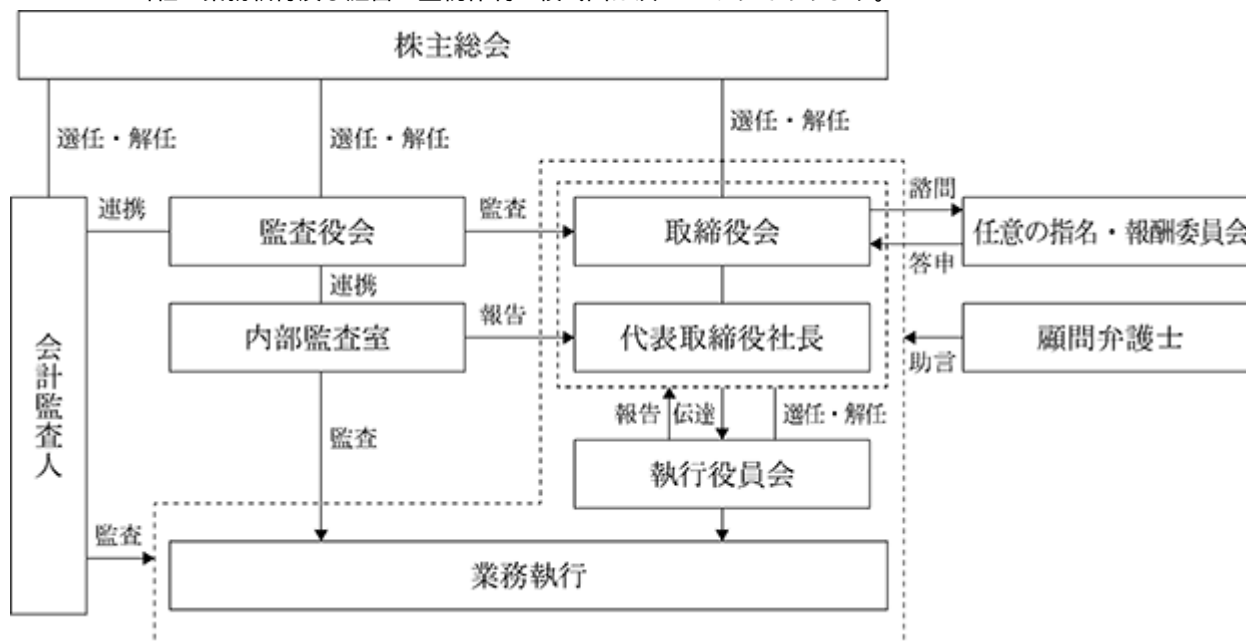 株主総会
選任・解任
選任・解任
選任・解任
諮問
連携
監査役会
監査
取締役会
任意の指名・報酬委員会
答申
連携
内部監査室
報告
代表取締役社長
顧問弁護士
助言
会計監査人
報告
伝達
選任・解任
監査
執行役員会
監査
業務執行